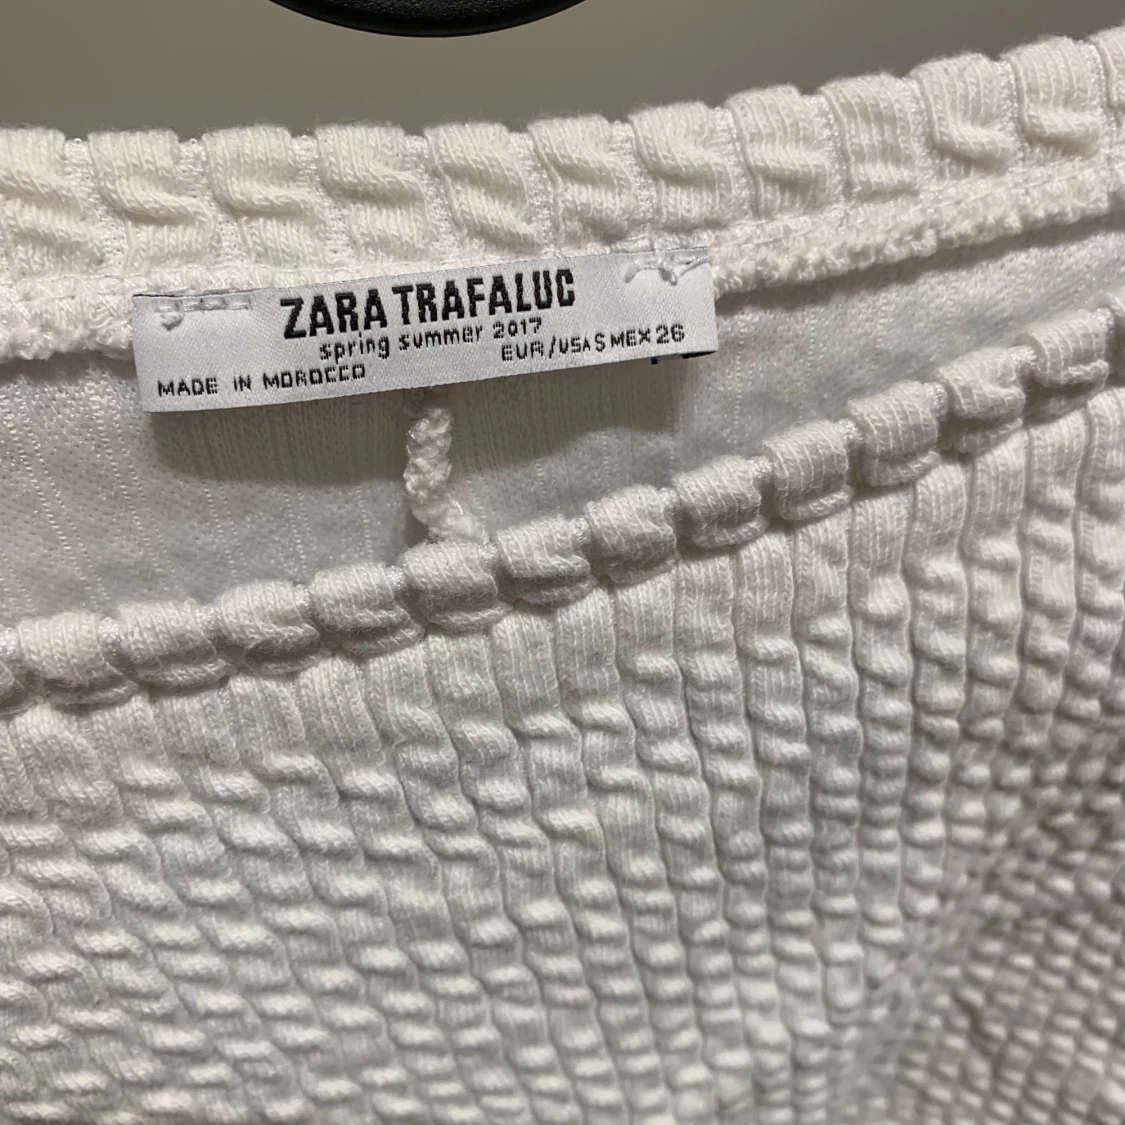 ZARA TRAFALUC
spring summer 2017
EUR/USA S MEX 26
MADE IN MOROCCO